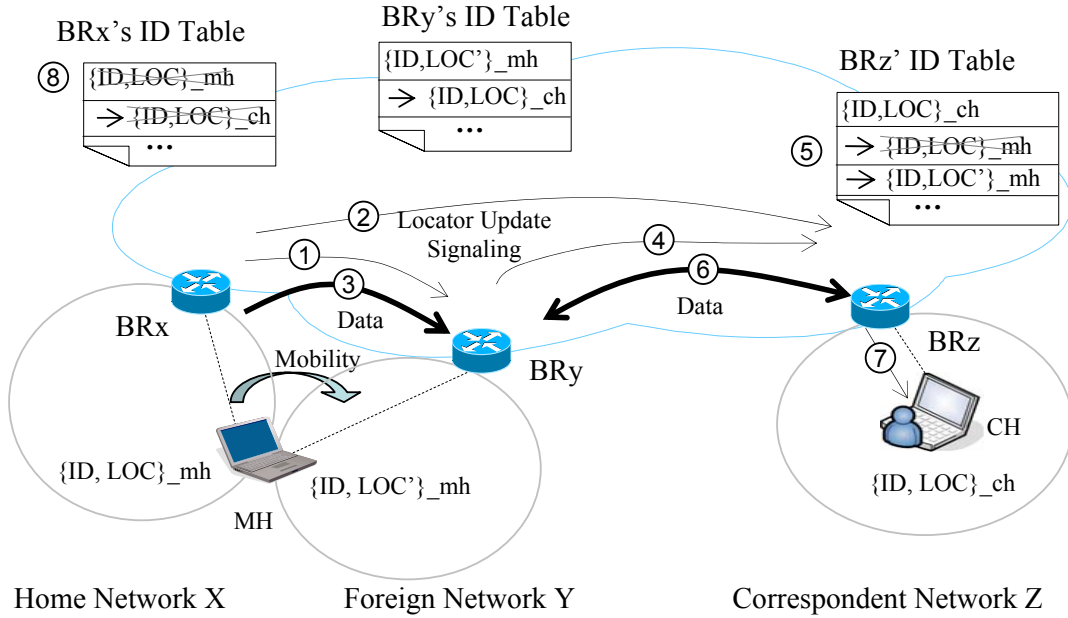 BRx's ID Table
BRy's ID Table
BRz' ID Table
⑧
{ID,LOC}_mh
→ {ID,LOC}_ch
•••
{ID,LOC'}_mh
→ {ID,LOC}_ch
•••
{ID,LOC}_ch
⑤
→ {ID,LOC}_mh
→ {ID,LOC'}_mh
•••
②
Locator Update
Signaling
①
④
③
Data
⑥
Data
BRx
BRy
BRz
Mobility
⑦
CH
{ID, LOC}_mh
{ID, LOC'}_mh
{ID, LOC}_ch
MH
Home Network X
Foreign Network Y
Correspondent Network Z